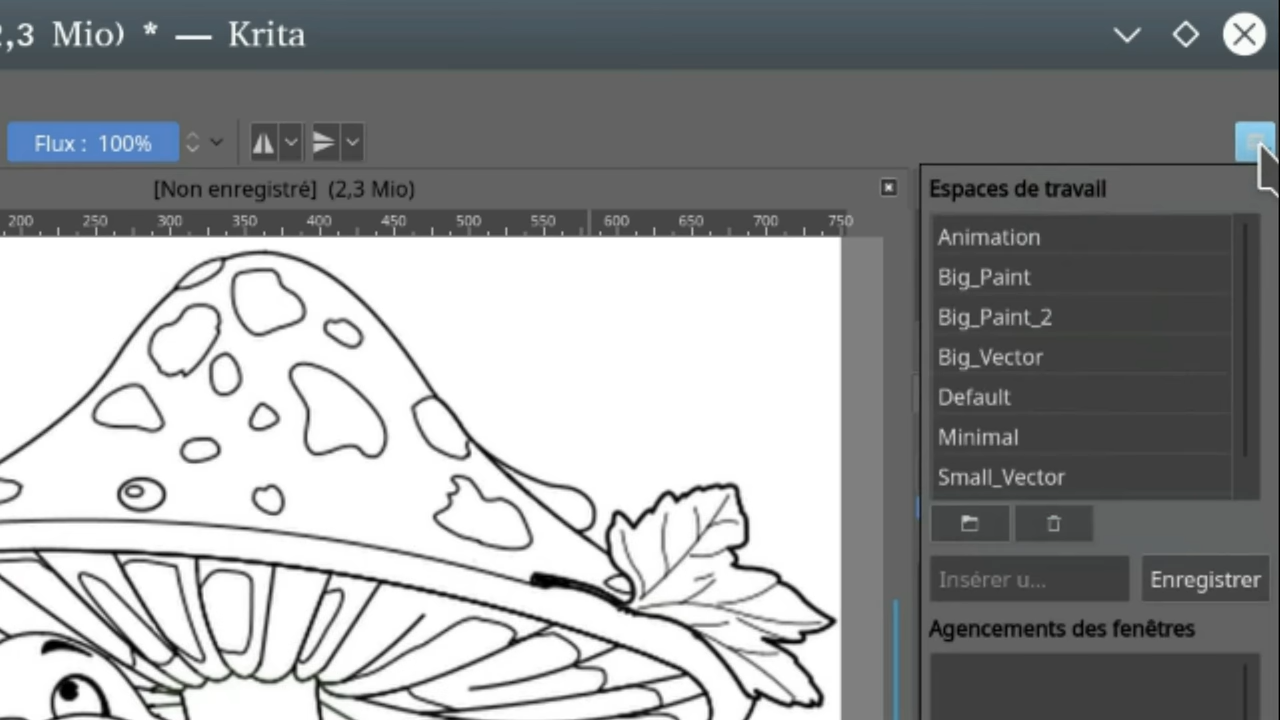 2,3 Mio) * — Krita
Flux : 100%
[Non enregistré] (2,3 Mio)
200 250 300 350 400 450 500 550 600 650 700 750
Espaces de travail
Animation
Big_Paint
Big_Paint_2
Big_Vector
Default
Minimal
Small_Vector
Insérer u...
Enregistrer
Agencements des fenêtres